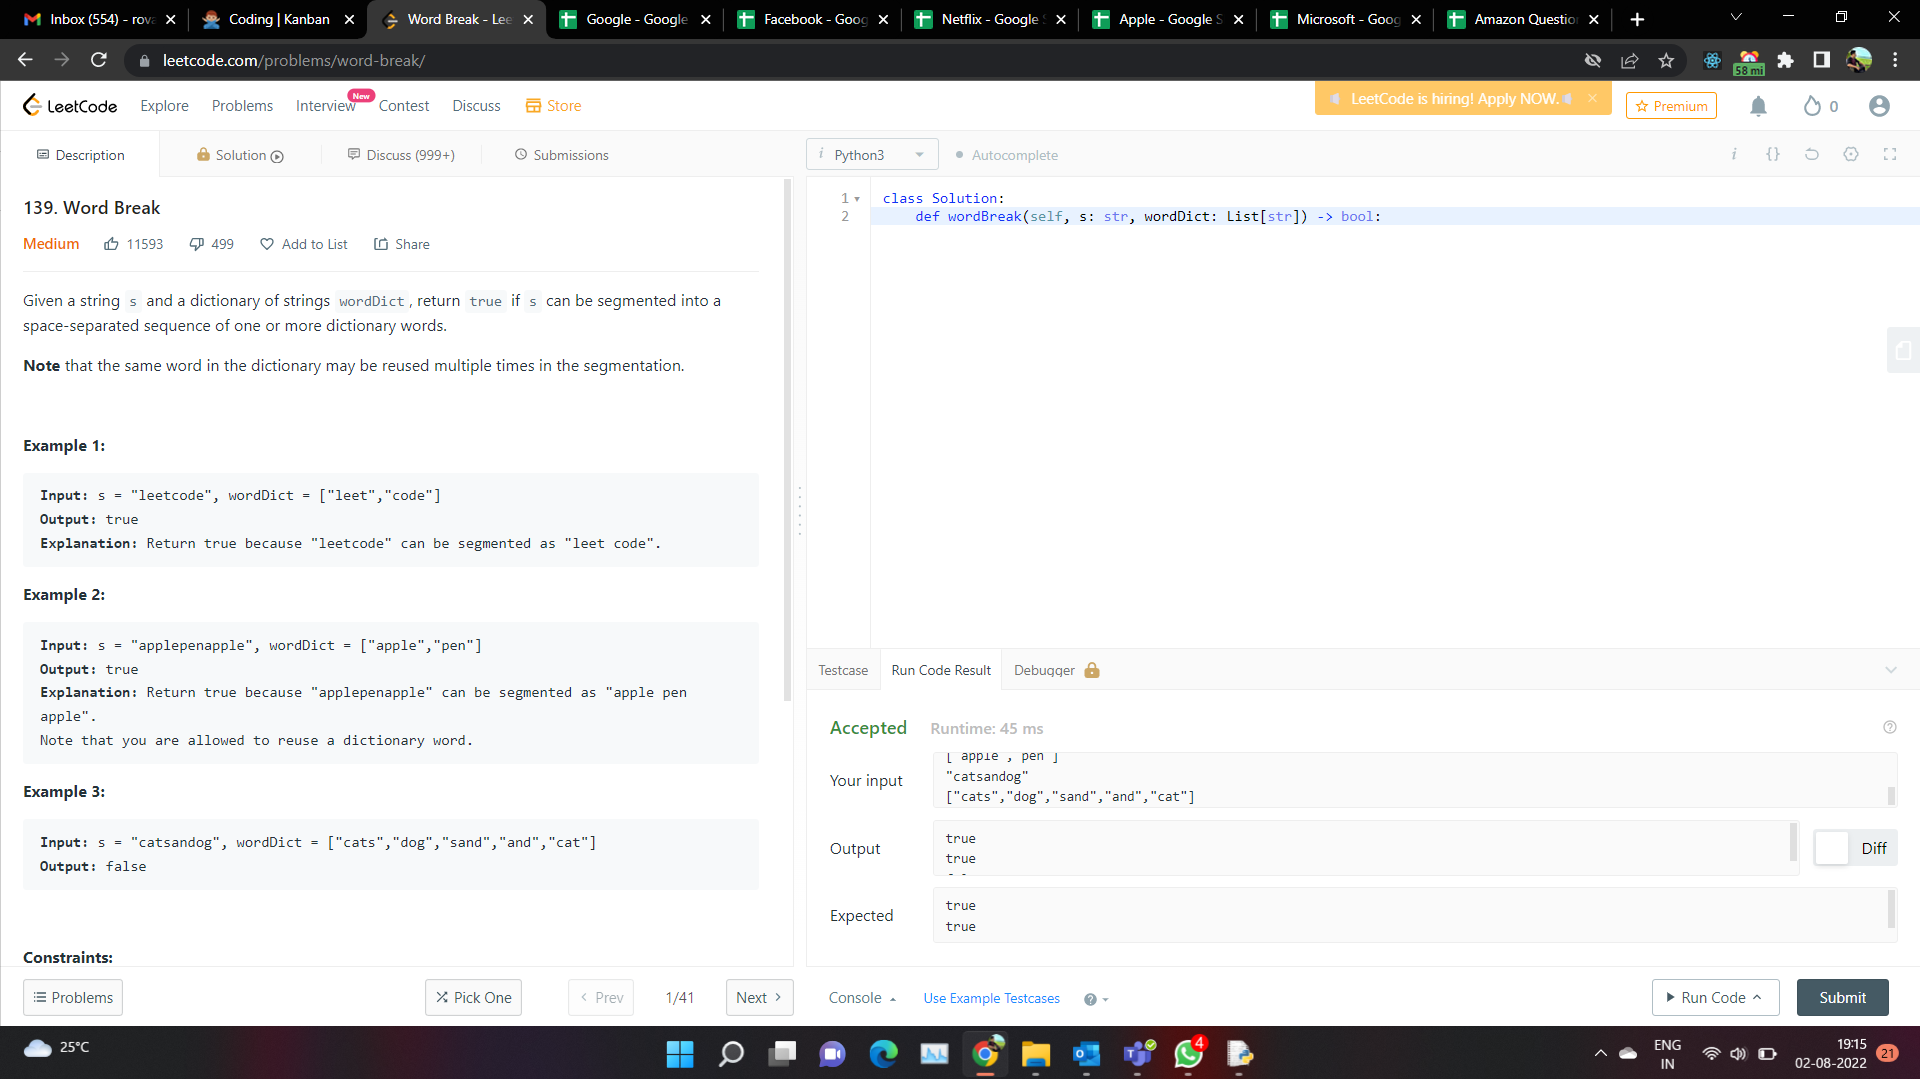 Inbox (554) - rova
Coding | Kanban
Word Break - Lee
Google - Google
Facebook - Goog
Netflix - Google S
Apple - Google S
Microsoft - Goog
Amazon Question
leetcode.com/problems/word-break/
58 mi
LeetCode
Explore
Problems
Interview
New
Contest
Discuss
Store
LeetCode is hiring! Apply NOW.
Premium
0
Description
Solution
Discuss (999+)
Submissions
Python3
Autocomplete
139. Word Break
Medium
11593
499
Add to List
Share
Given a string s and a dictionary of strings wordDict, return true if s can be segmented into a
space-separated sequence of one or more dictionary words.
Note that the same word in the dictionary may be reused multiple times in the segmentation.
Example 1:
Input: s = "leetcode", wordDict = ["leet","code"]
Output: true
Explanation: Return true because "leetcode" can be segmented as "leet code".
Example 2:
Input: s = "applepenapple", wordDict = ["apple","pen"]
Output: true
Explanation: Return true because "applepenapple" can be segmented as "apple pen
apple".
Note that you are allowed to reuse a dictionary word.
Example 3:
Input: s = "catsandog", wordDict = ["cats","dog","sand","and","cat"]
Output: false
Constraints:
Problems
Pick One
Prev
1/41
Next
1
class Solution:
2
def wordBreak(self, s: str, wordDict: List[str]) -> bool:
Testcase
Run Code Result
Debugger
Accepted
Runtime: 45 ms
Your input
["apple","pen"]
"catsandog"
["cats","dog","sand","and","cat"]
Output
true
true
Diff
Expected
true
true
Console
Use Example Testcases
Run Code
Submit
25°C
4
ENG
IN
19:15
02-08-2022
21